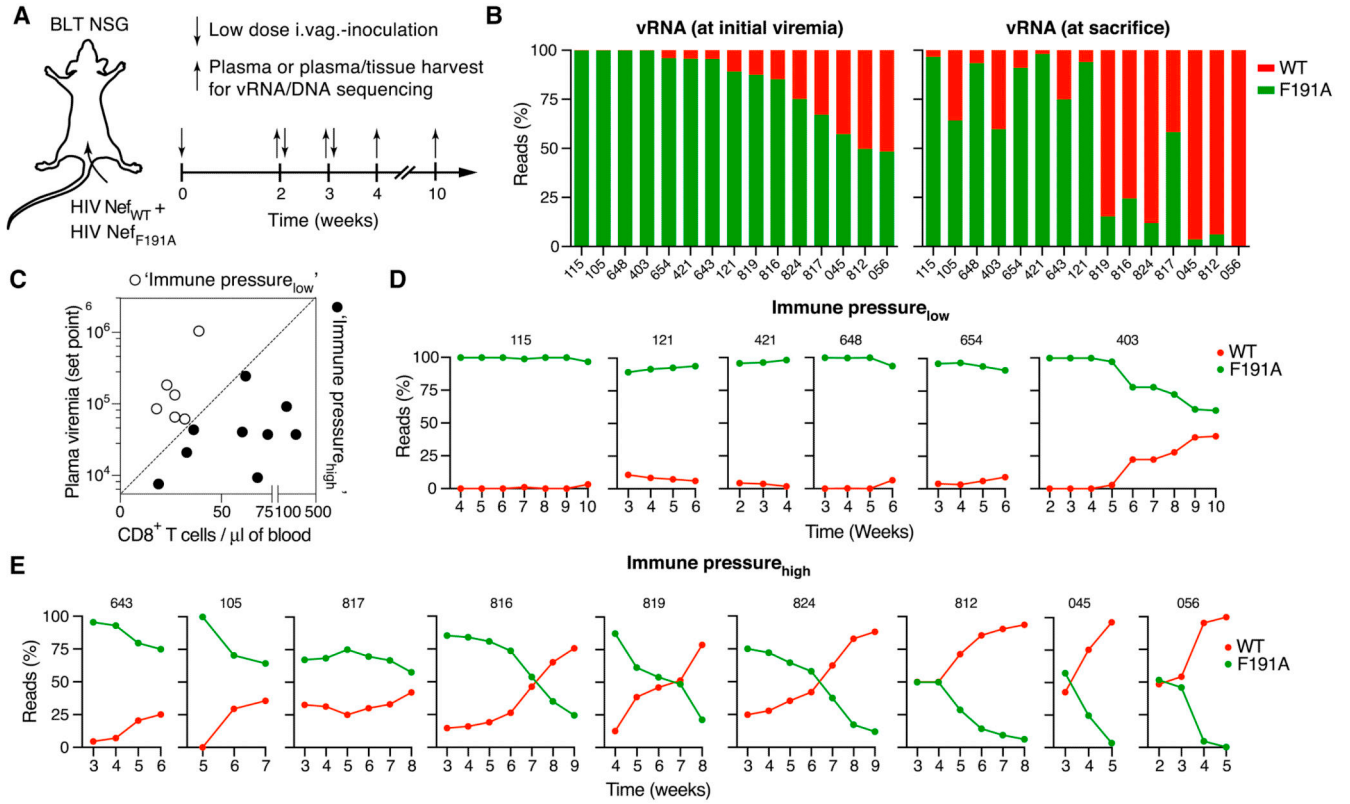 A
BLT NSG
Low dose i.vag.-inoculation
Plasma or plasma/tissue harvest
for vRNA/DNA sequencing
0 2 3 4 10
Time (weeks)
HIV NefWT +
HIV NefF191A
B
vRNA (at initial viremia)
vRNA (at sacrifice)
WT
F191A
Reads (%)
100
75
50
25
0
115 105 648 403 654 421 643 121 819 816 824 817 045 812 056
115 105 648 403 654 421 643 121 819 816 824 817 045 812 056
C
'Immune pressurelow'
'Immune pressurehigh'
Plama viremia (set point)
6
10^6
10^5
10^4
0 50 75 100 500
CD8+ T cells / μl of blood
D
Immune pressurelow
115 121 421 648 654 403
WT
F191A
Reads (%)
100
75
50
25
0
4 5 6 7 8 9 10
3 4 5 6
2 3 4
3 4 5 6
3 4 5 6
2 3 4 5 6 7 8 9 10
Time (Weeks)
E
Immune pressurehigh
643 105 817 816 819 824 812 045 056
WT
F191A
Reads (%)
100
75
50
25
0
3 4 5 6
5 6 7
3 4 5 6 7 8
3 4 5 6 7 8 9
4 5 6 7 8
3 4 5 6 7 8 9
3 4 5 6 7 8
3 4 5
2 3 4 5
Time (weeks)